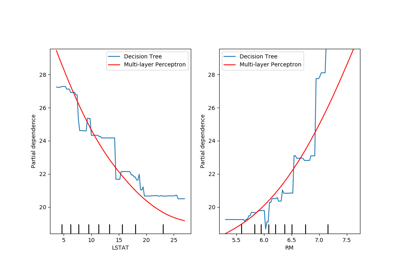 Decision Tree
Multi-layer Perceptron
28
26
24
22
20
Partial dependence
5
10
15
20
25
LSTAT
Decision Tree
Multi-layer Perceptron
28
26
24
22
20
Partial dependence
5.5
6.0
6.5
7.0
7.5
RM